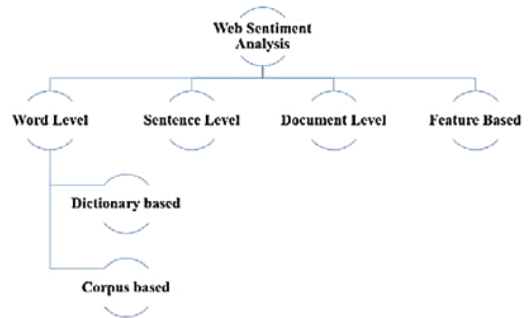 Web Sentiment
Analysis
Word Level
Sentence Level
Document Level
Feature Based
Dictionary based
Corpus based